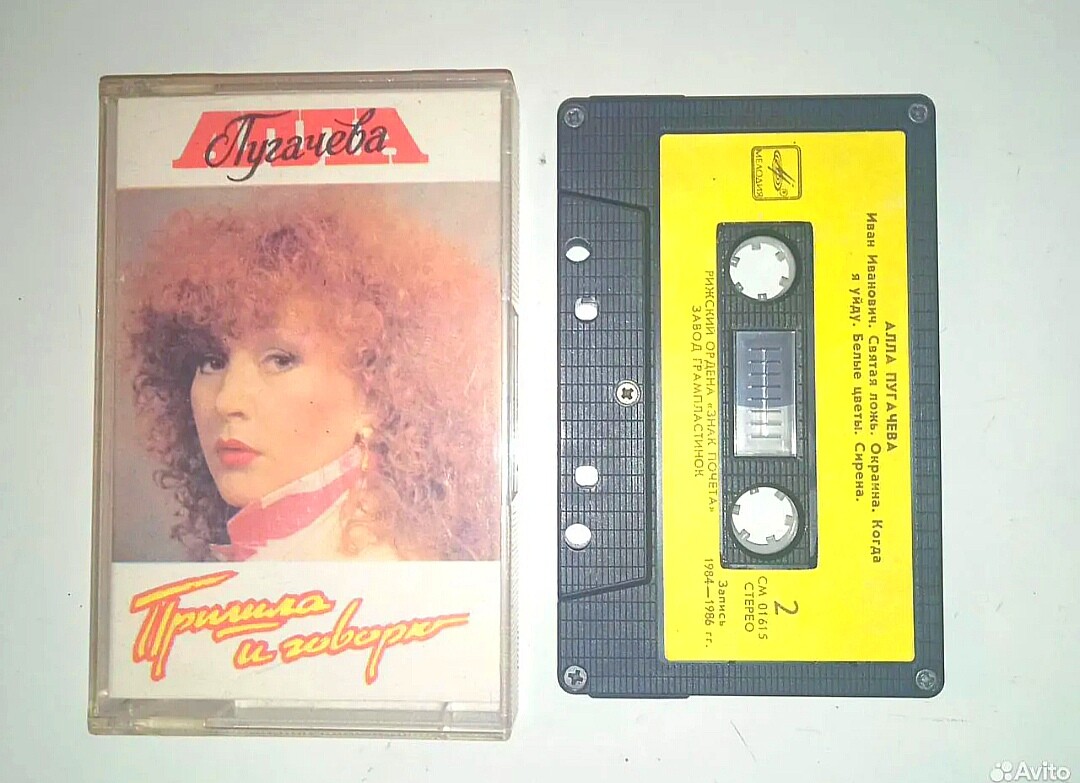 АЛЛА
Пугачева
Пришла
и говорю
МЕЛОДИЯ
АЛЛА ПУГАЧЕВА
Иван Иванович. Святая ложь. Окраина. Когда
я уйду. Белые цветы. Сирена.
РИЖСКИЙ ОРДЕНА «ЗНАК ПОЧЕТА»
ЗАВОД ГРАМПЛАСТИНОК
2
СМ 01615
СТЕРЕО
Запись
1984—1986 гг.
Avito